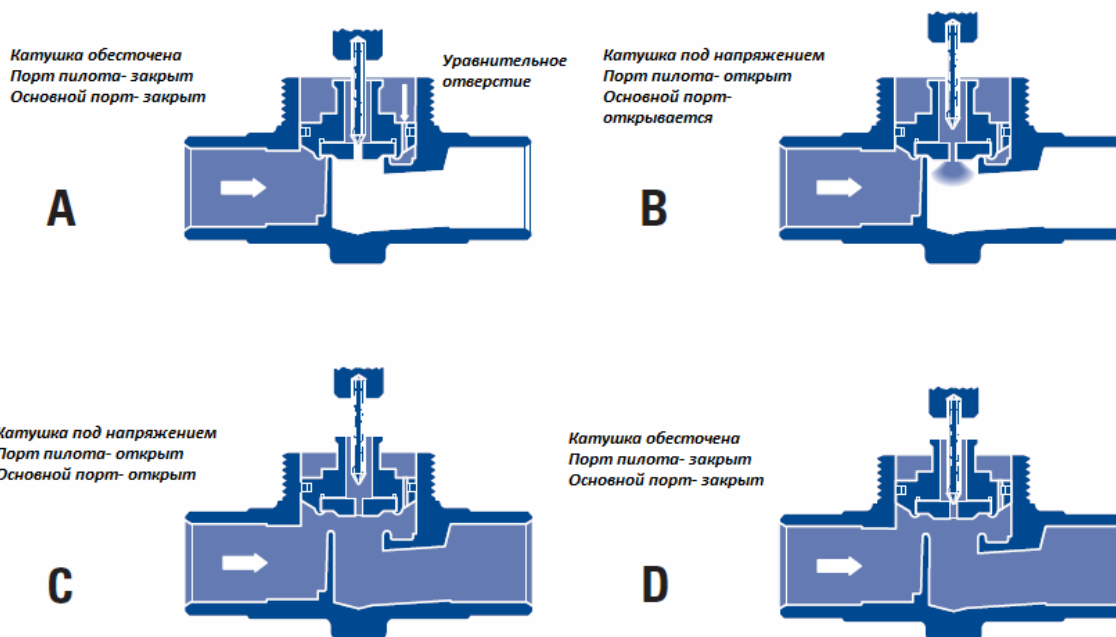 Катушка обесточена
Порт пилота- закрыт
Основной порт- закрыт
Уравнительное
отверстие
A
Катушка под напряжением
Порт пилота- открыт
Основной порт-
открывается
B
Катушка под напряжением
Порт пилота- открыт
Основной порт- открыт
C
Катушка обесточена
Порт пилота- закрыт
Основной порт- закрыт
D